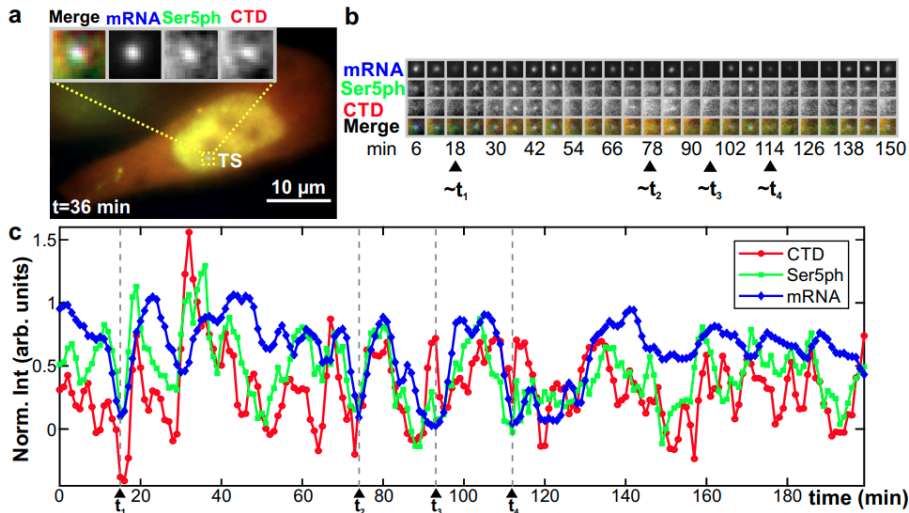 a
Merge mRNA Ser5ph CTD
TS
t=36 min
10 µm
b
mRNA
Ser5ph
CTD
Merge
min 6 18 30 42 54 66 78 90 102 114 126 138 150
~t1 ~t2 ~t3 ~t4
c
Norm. Int (arb. units)
1.5
1
0.5
0
CTD
Ser5ph
mRNA
0 20 40 60 80 100 120 140 160 180 time (min)
t1 t2 t3 t4